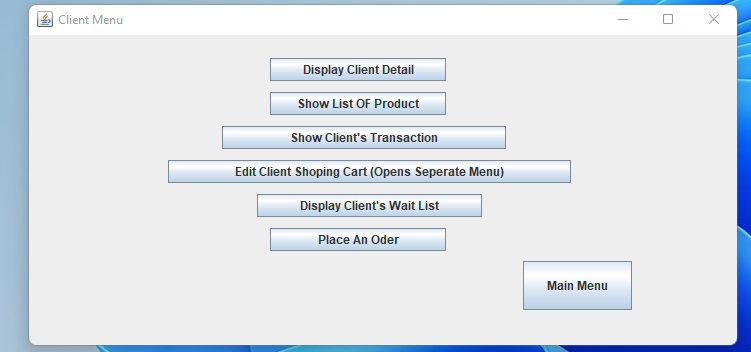 Client Menu
Display Client Detail
Show List OF Product
Show Client's Transaction
Edit Client Shoping Cart (Opens Seperate Menu)
Display Client's Wait List
Place An Oder
Main Menu